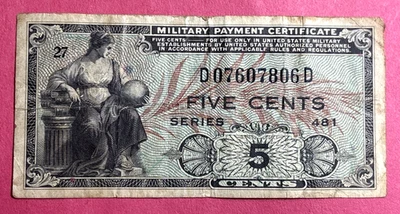 MILITARY PAYMENT CERTIFICATE
FIVE CENTS FOR USE ONLY IN UNITED STATES MILITARY
ESTABLISHMENTS BY UNITED STATES AUTHORIZED PERSONNEL
IN ACCORDANCE WITH APPLICABLE RULES AND REGULATIONS.
27
D07607806D
FIVE CENTS
SERIES 481
5
CENTS